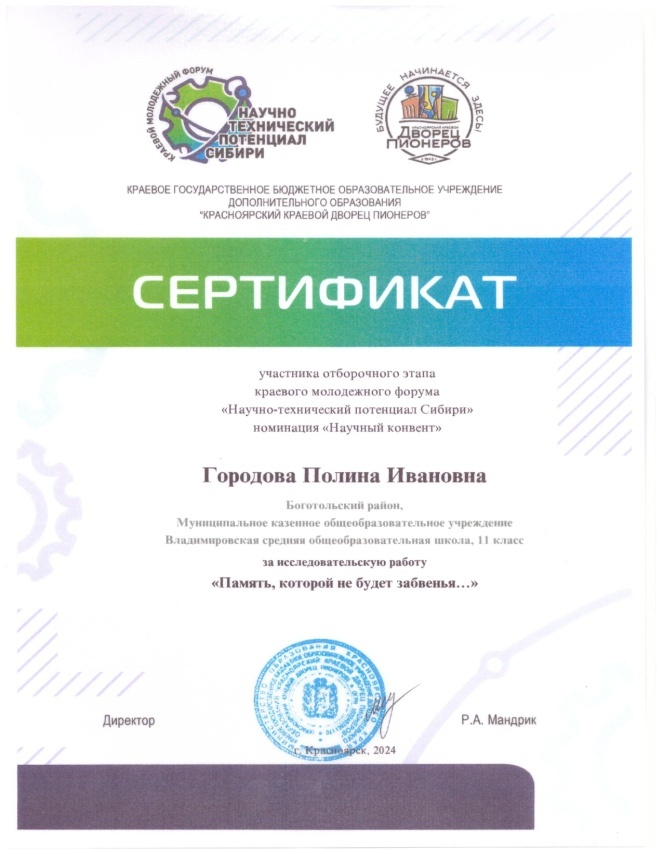 КРАЕВОЙ МОЛОДЕЖНЫЙ ФОРУМ
НАУЧНО
ТЕХНИЧЕСКИЙ
ПОТЕНЦИАЛ
СИБИРИ
БУДУЩЕЕ НАЧИНАЕТСЯ ЗДЕСЬ!
КРАСНОЯРСКИЙ КРАЕВОЙ
ДВОРЕЦ
ПИОНЕРОВ
КРАЕВОЕ ГОСУДАРСТВЕННОЕ БЮДЖЕТНОЕ ОБРАЗОВАТЕЛЬНОЕ УЧРЕЖДЕНИЕ
ДОПОЛНИТЕЛЬНОГО ОБРАЗОВАНИЯ
"КРАСНОЯРСКИЙ КРАЕВОЙ ДВОРЕЦ ПИОНЕРОВ"
СЕРТИФИКАТ
участника отборочного этапа
краевого молодежного форума
«Научно-технический потенциал Сибири»
номинация «Научный конвент»
Городова Полина Ивановна
Боготольский район,
Муниципальное казенное общеобразовательное учреждение
Владимировская средняя общеобразовательная школа, 11 класс
за исследовательскую работу
«Память, которой не будет забвенья…»
Директор
Р.А. Мандрик
г. Красноярск, 2024